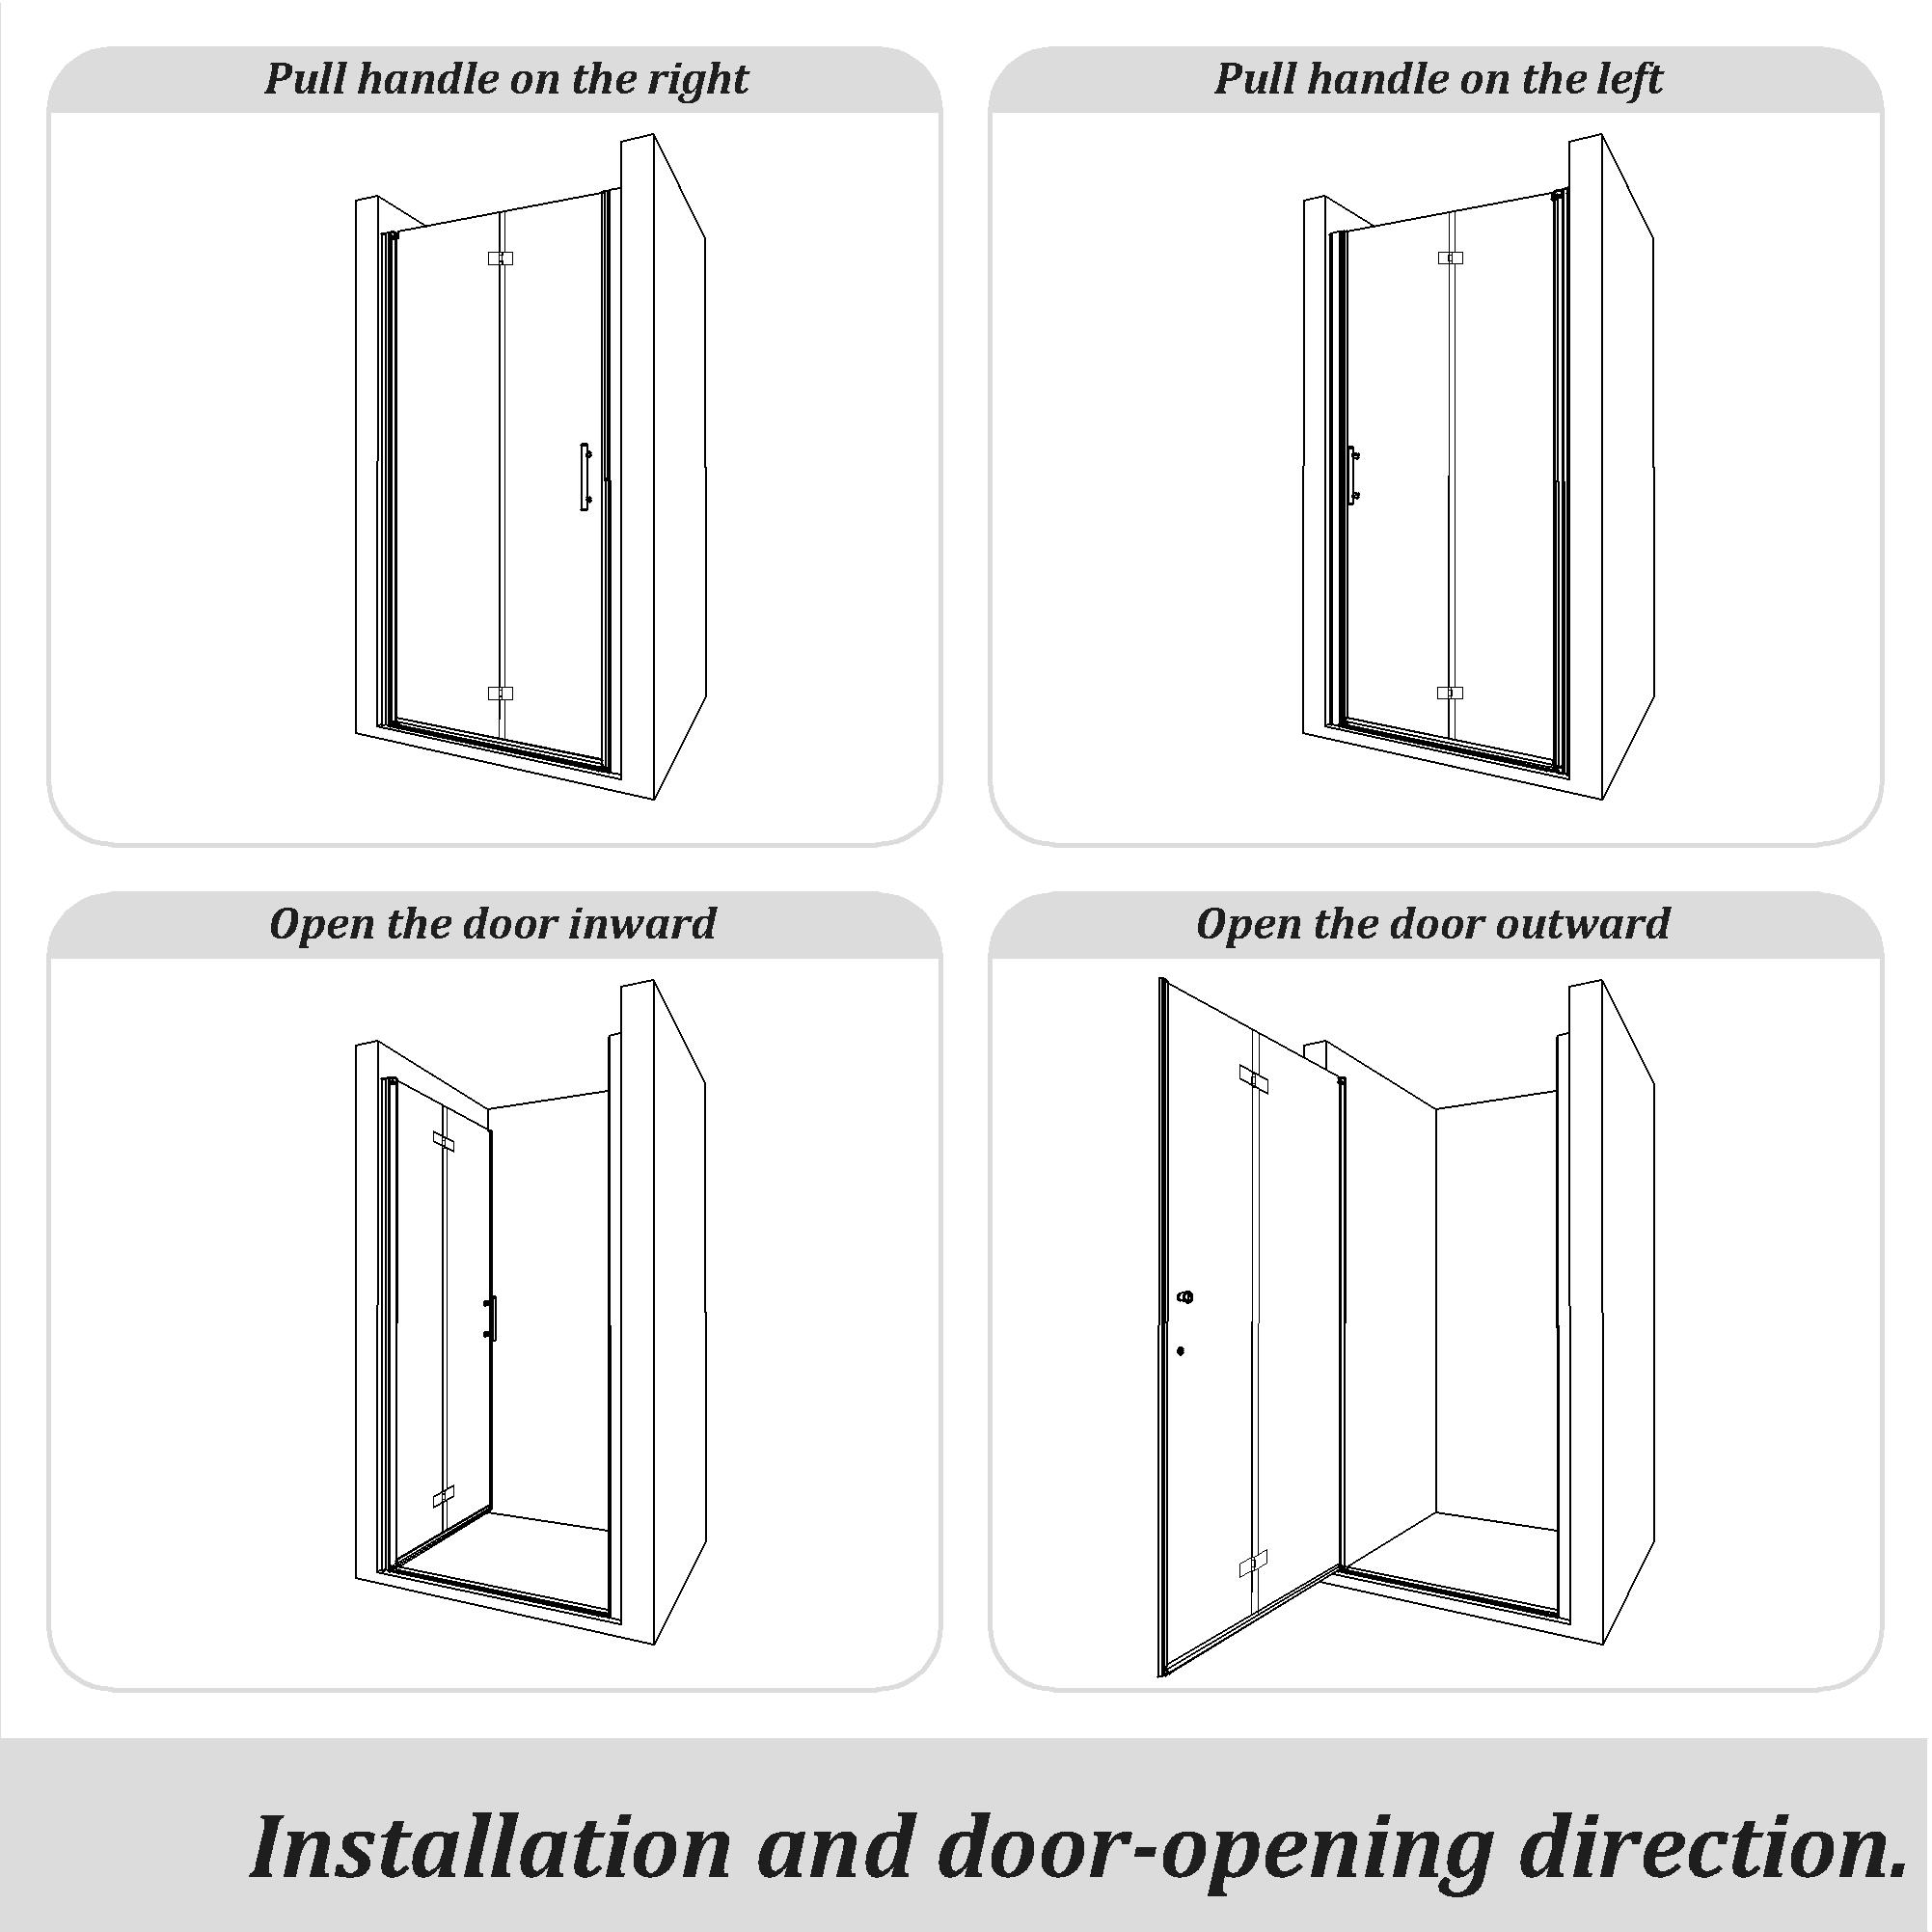 Pull handle on the right
Pull handle on the left
Open the door inward
Open the door outward
Installation and door-opening direction.